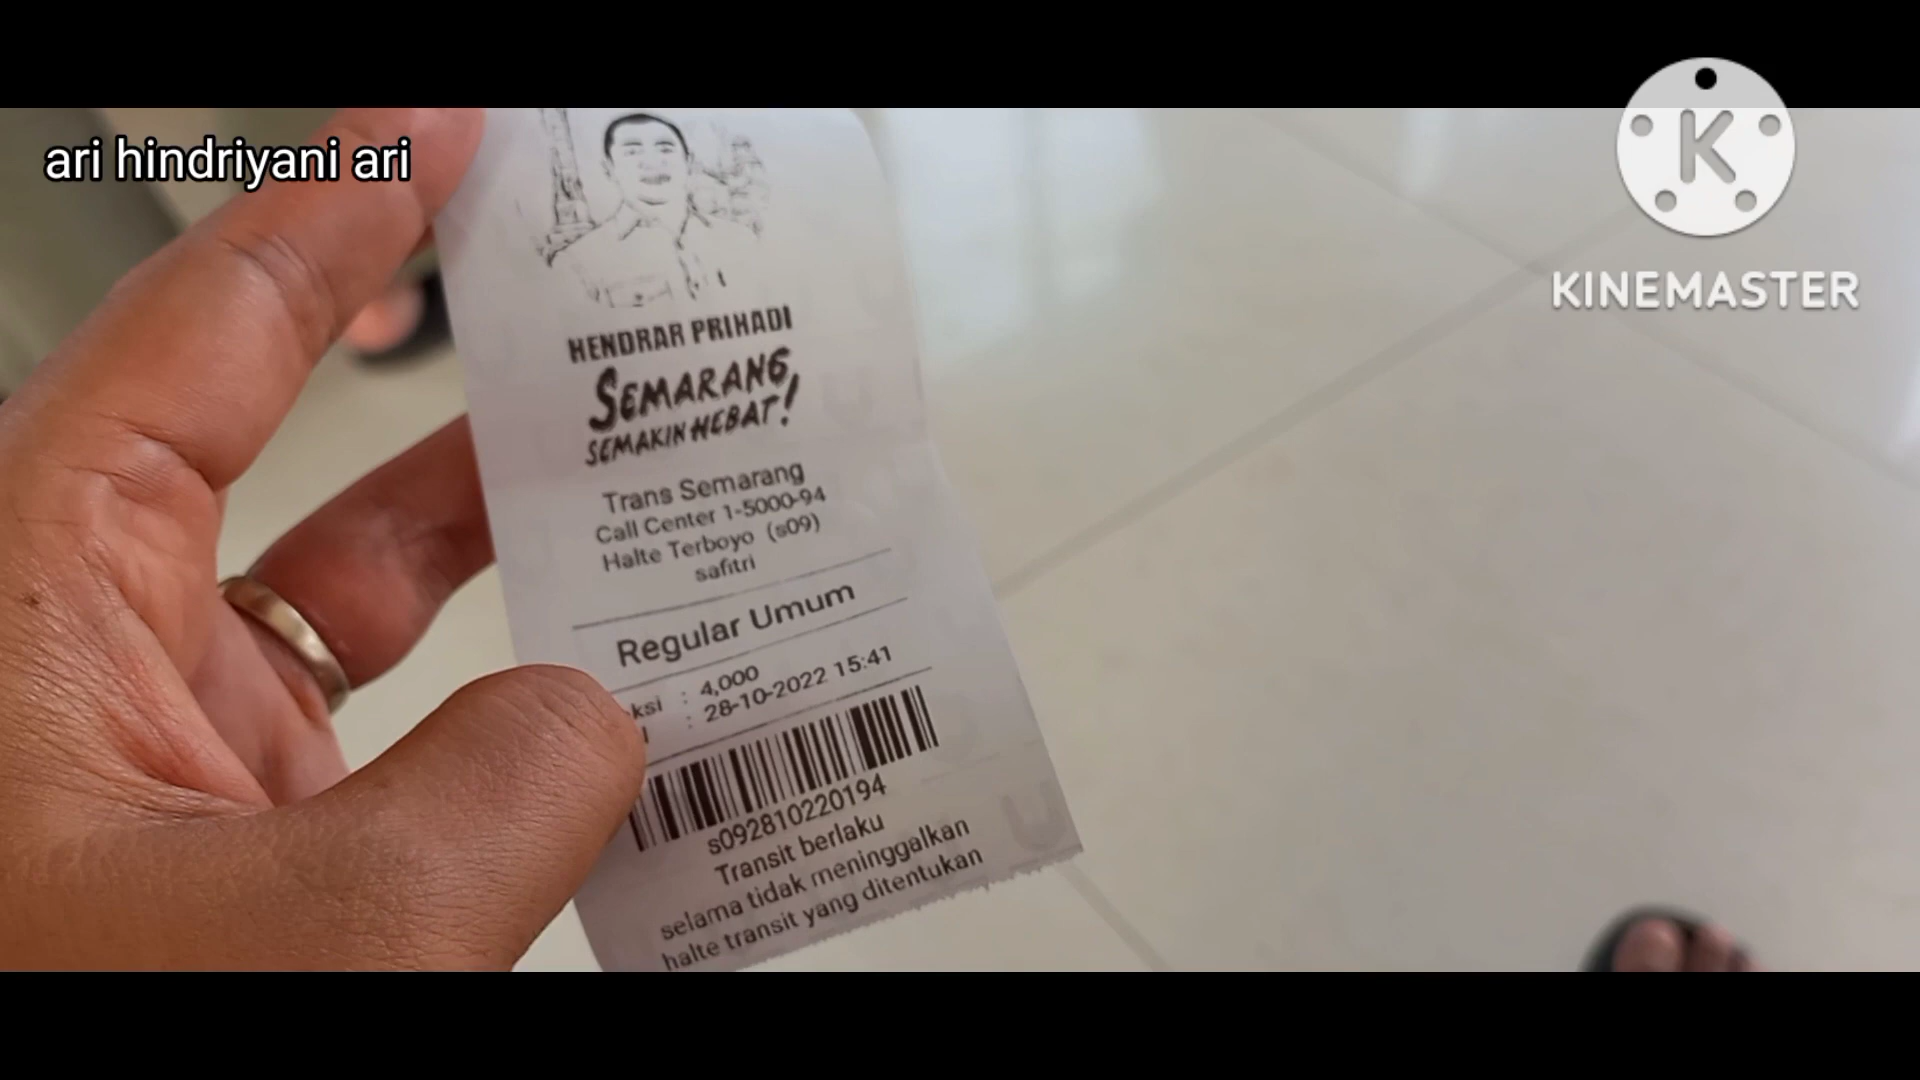 ari hindriyani ari
K
KINEMASTER
HENDRAR PRIHADI
SEMARANG
SEMAKIN HEBAT!
Trans Semarang
Call Center 1-5000-94
Halte Terboyo (s09)
safitri
Regular Umum
ksi : 4,000
: 28-10-2022 15:41
s092810220194
Transit berlaku
selama tidak meninggalkan
halte transit yang ditentukan